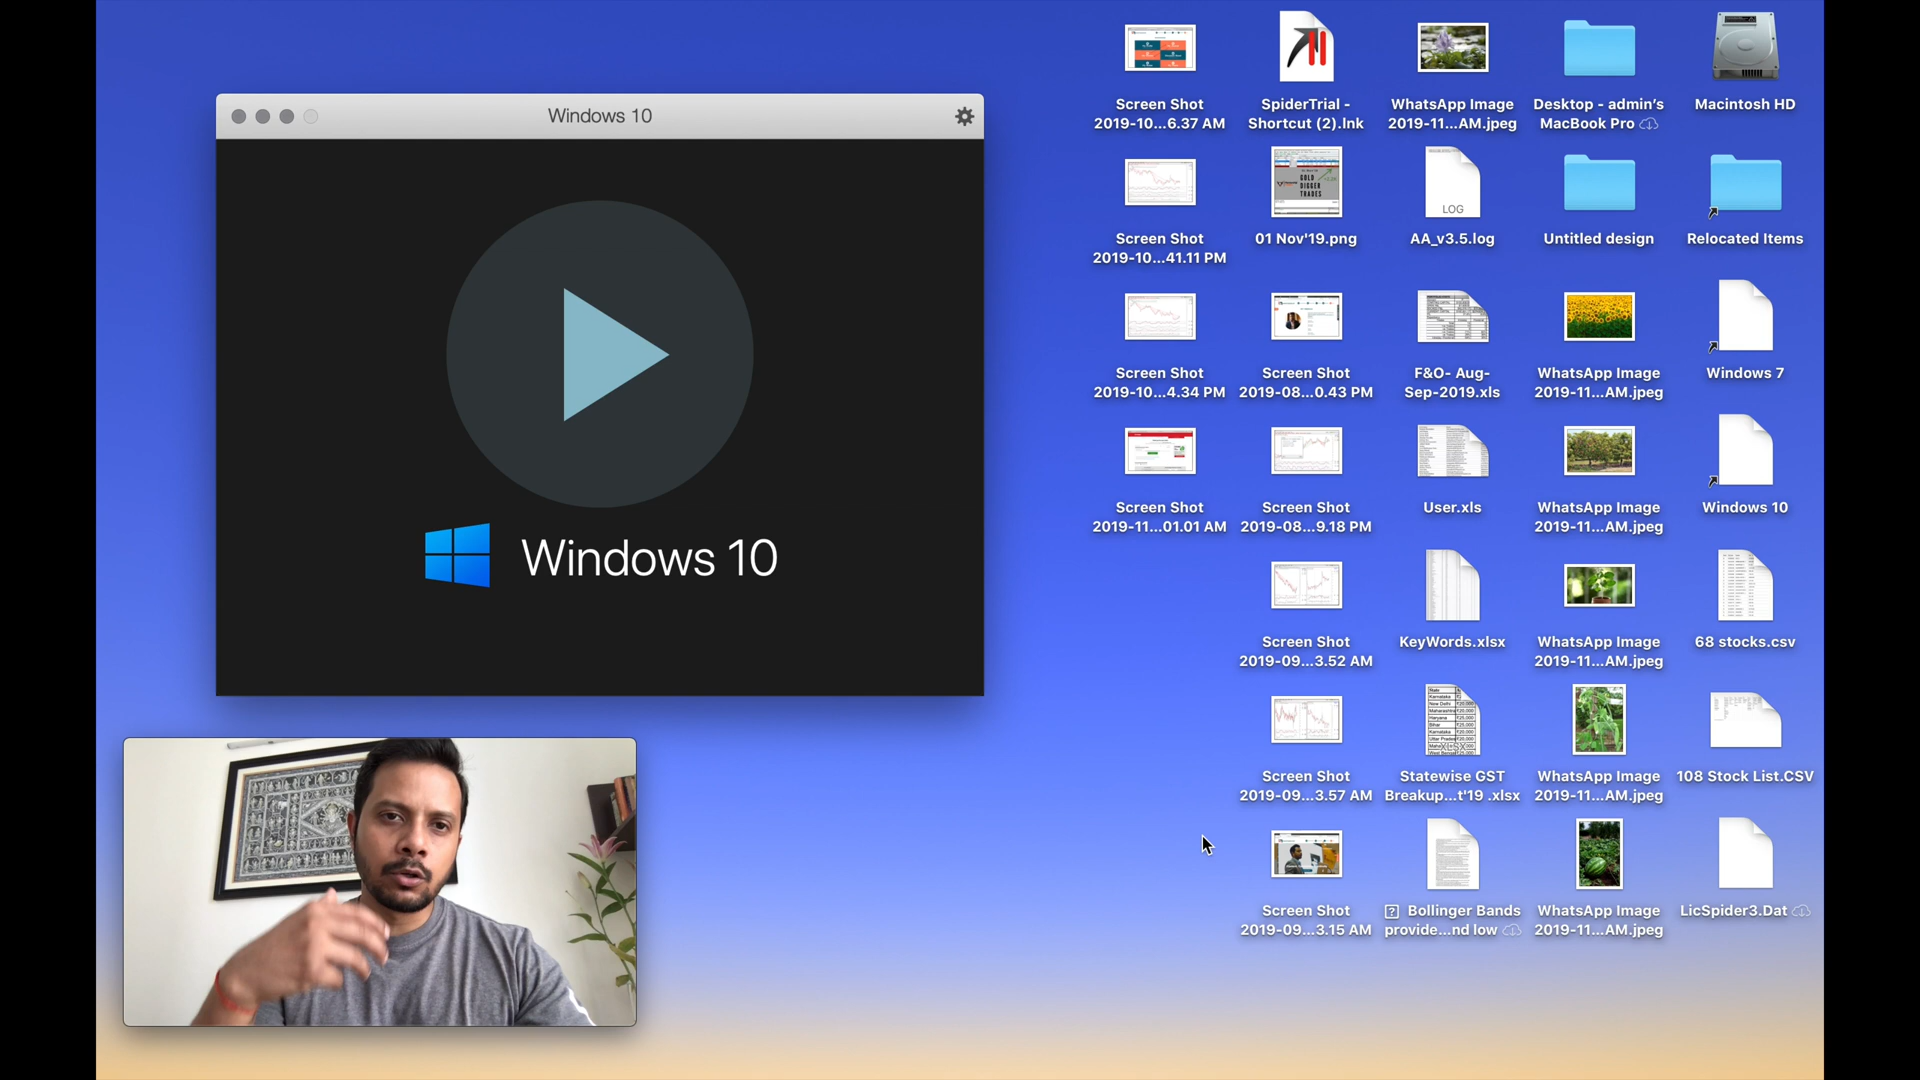 Windows 10
Windows 10
Screen Shot
2019-10...6.37 AM
SpiderTrial -
Shortcut (2).lnk
WhatsApp Image
2019-11...AM.jpeg
Desktop - admin's
MacBook Pro
Macintosh HD
Screen Shot
2019-10...41.11 PM
GOLD
DIGGER
TRADES
01 Nov'19.png
LOG
AA_v3.5.log
Untitled design
Relocated Items
Screen Shot
2019-10...4.34 PM
Screen Shot
2019-08...0.43 PM
F&O- Aug-
Sep-2019.xls
WhatsApp Image
2019-11...AM.jpeg
Windows 7
Screen Shot
2019-11...01.01 AM
Screen Shot
2019-08...9.18 PM
User.xls
WhatsApp Image
2019-11...AM.jpeg
Windows 10
Screen Shot
2019-09...3.52 AM
KeyWords.xlsx
WhatsApp Image
2019-11...AM.jpeg
68 stocks.csv
Screen Shot
2019-09...3.57 AM
Statewise GST
Breakup...t'19 .xlsx
WhatsApp Image
2019-11...AM.jpeg
108 Stock List.CSV
Screen Shot
2019-09...3.15 AM
? Bollinger Bands
provide...nd low
WhatsApp Image
2019-11...AM.jpeg
LicSpider3.Dat